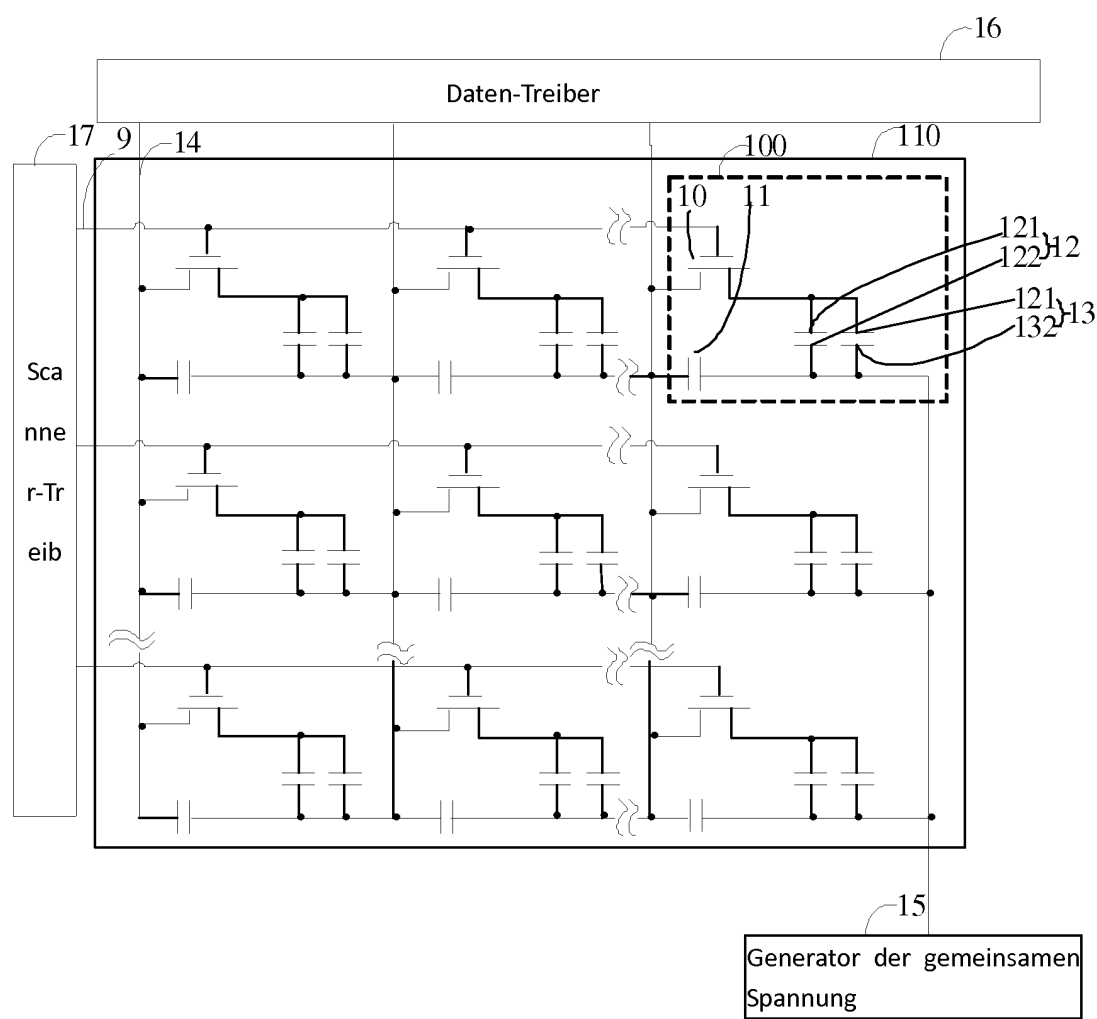 16
Daten-Treiber
17
9
14
100
110
10
11
121
122
12
121
132
13
Sca
nne
r-Tr
eib
15
Generator der gemeinsamen
Spannung